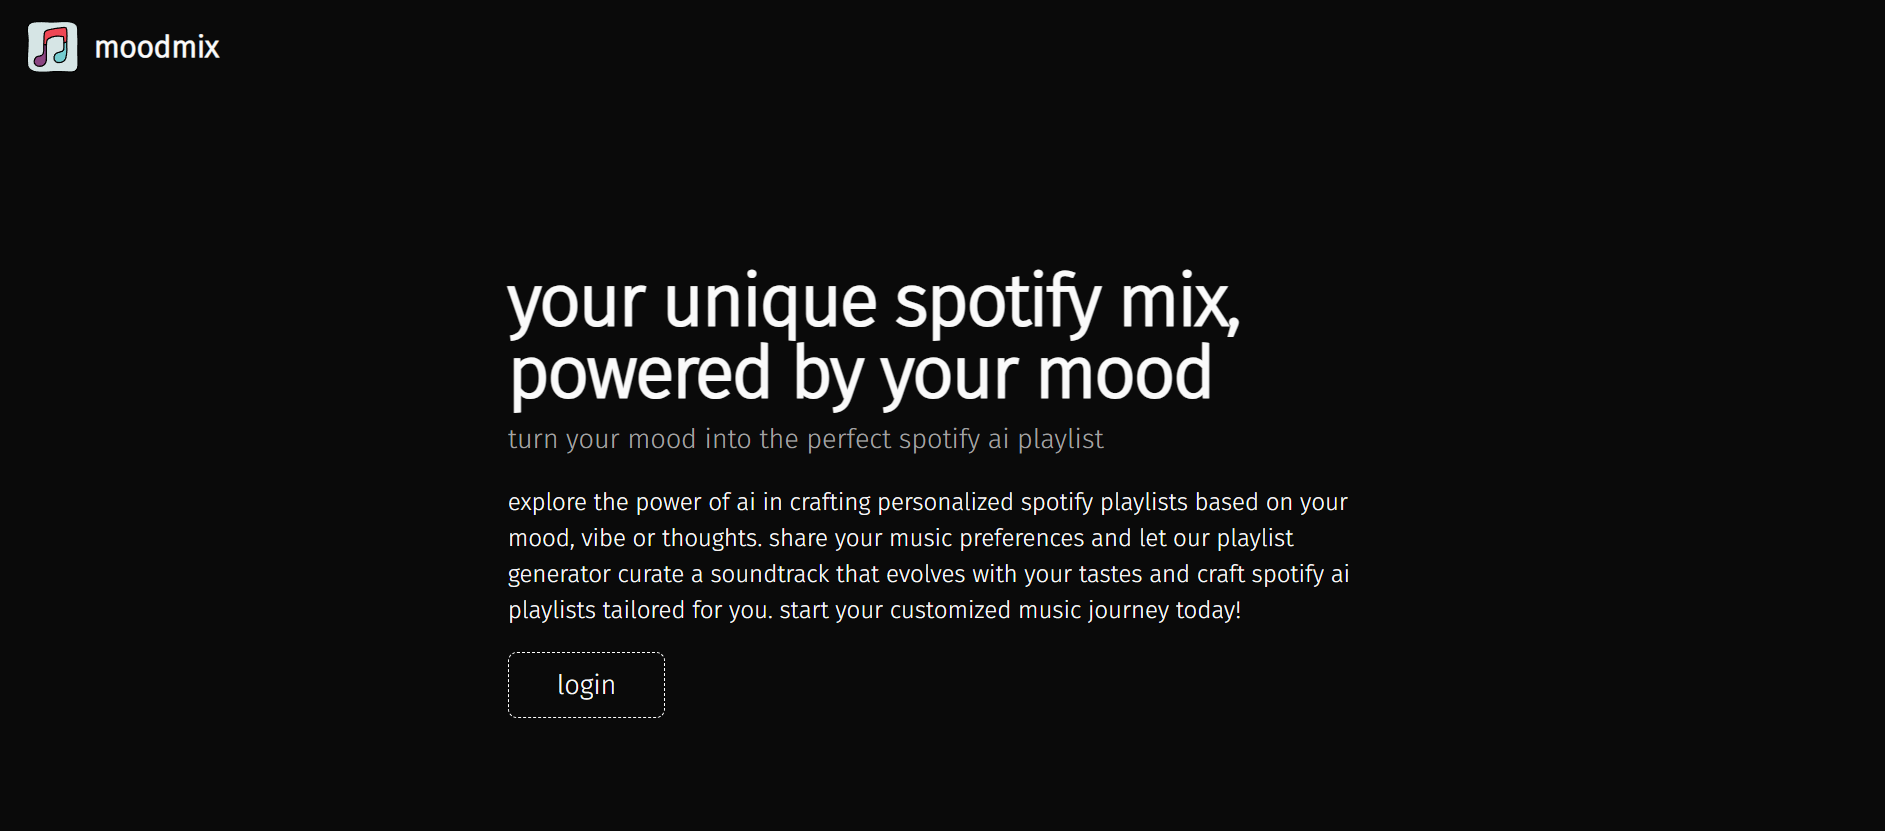 moodmix
your unique spotify mix,
powered by your mood
turn your mood into the perfect spotify ai playlist
explore the power of ai in crafting personalized spotify playlists based on your
mood, vibe or thoughts. share your music preferences and let our playlist
generator curate a soundtrack that evolves with your tastes and craft spotify ai
playlists tailored for you. start your customized music journey today!
login